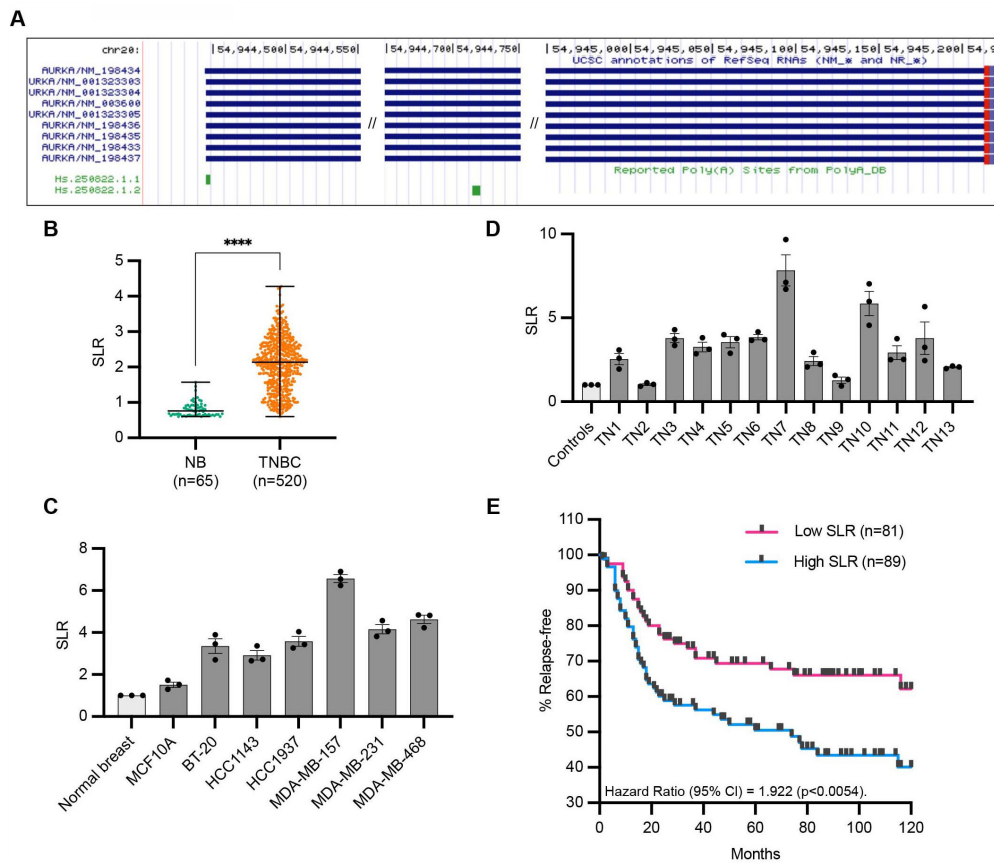 A
chr20: |54,944,500| 54,944,550| |54,944,700| 54,944,750| |54,945,000| 54,945,050| 54,945,100| 54,945,150| 54,945,200| 54,9
UCSC annotations of RefSeq RNAs (NM_* and NR_*)
AURKA/NM_198434
URKA/NM_001323303
URKA/NM_001323304
AURKA/NM_003600
URKA/NM_001323305
AURKA/NM_198436
AURKA/NM_198435
AURKA/NM_198433
AURKA/NM_198437
// //
Reported Poly(A) Sites from PolyA_DB
Hs.250822.1.1
Hs.250822.1.2
B
****
SLR
5
4
3
2
1
0
NB
(n=65)
TNBC
(n=520)
D
SLR
10
5
0
Controls
TN1
TN2
TN3
TN4
TN5
TN6
TN7
TN8
TN9
TN10
TN11
TN12
TN13
C
SLR
8
6
4
2
0
Normal breast
MCF10A
BT-20
HCC1143
HCC1937
MDA-MB-157
MDA-MB-231
MDA-MB-468
E
% Relapse-free
110
100
90
80
70
60
50
40
30
Low SLR (n=81)
High SLR (n=89)
Hazard Ratio (95% CI) = 1.922 (p<0.0054).
0 20 40 60 80 100 120
Months